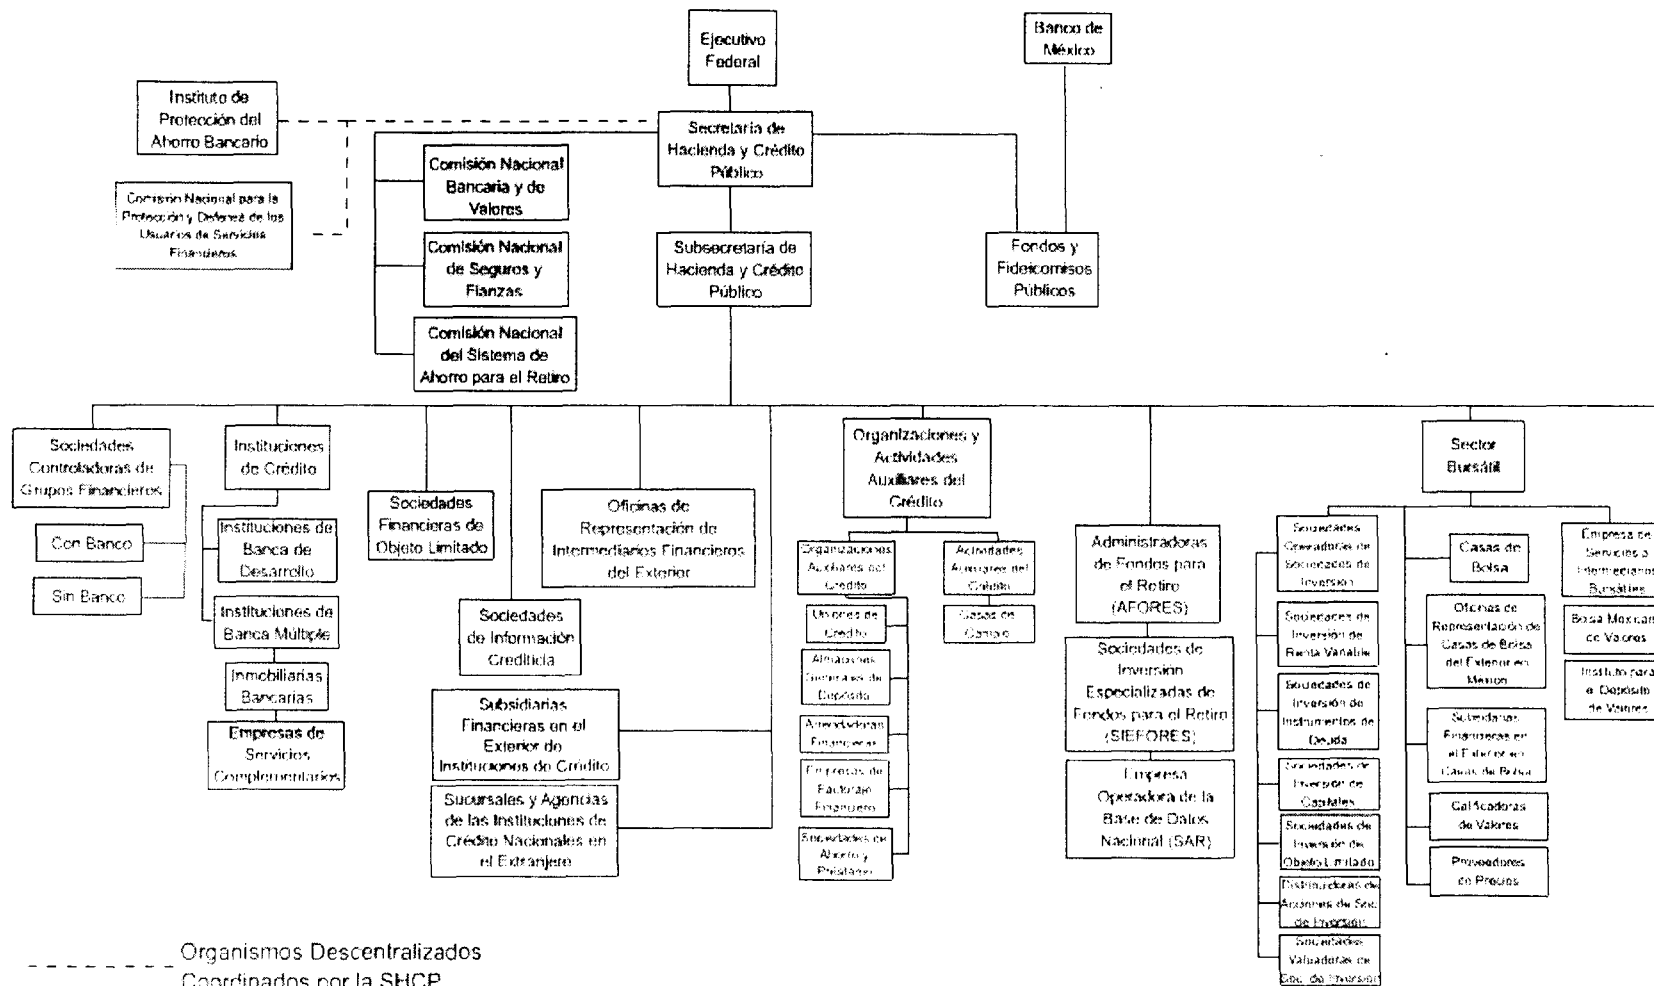 Ejecutivo
Federal
Banco de
México
Instituto de
Protección del
Ahorro Bancario
Secretaría de
Hacienda y Crédito
Público
Comisión Nacional
Bancaria y de
Valores
Comisión Nacional para la
Protección y Defensa de los
Usuarios de Servicios
Financieros
Comisión Nacional
de Seguros y
Fianzas
Subsecretaría de
Hacienda y Crédito
Público
Fondos y
Fideicomisos
Públicos
Comisión Nacional
del Sistema de
Ahorro para el Retiro
Sociedades
Controladoras de
Grupos Financieros
Con Banco
Sin Banco
Instituciones
de Crédito
Instituciones de
Banca de
Desarrollo
Instituciones de
Banca Múltiple
Inmobiliarias
Bancarias
Empresas de
Servicios
Complementarios
Sociedades
Financieras de
Objeto Limitado
Sociedades
de Información
Crediticia
Oficinas de
Representación de
Intermediarios Financieros
del Exterior
Subsidiarias
Financieras en el
Exterior de
Instituciones de Crédito
Sucursales y Agencias
de las Instituciones de
Crédito Nacionales en
el Extranjero
Organizaciones y
Actividades
Auxiliares del
Crédito
Organizaciones
Auxiliares del
Crédito
Uniones de
Crédito
Almacenes
Generales de
Depósito
Arrendadoras
Financieras
Empresas de
Factoraje
Financiero
Sociedades de
Ahorro y
Préstamo
Actividades
Auxiliares del
Crédito
Casas de
Cambio
Administradoras
de Fondos para
el Retiro
(AFORES)
Sociedades de
Inversión
Especializadas de
Fondos para el Retiro
(SIEFORES)
Empresa
Operadora de la
Base de Datos
Nacional (SAR)
Sector
Bursátil
Sociedades
Operadoras de
Sociedades de
Inversión
Sociedades de
Inversión de
Renta Variable
Sociedades de
Inversión de
Instrumentos de
Deuda
Sociedades de
Inversión de
Capitales
Sociedades de
Inversión de
Objeto Limitado
Distribuidoras de
Acciones de Soc.
de Inversión
Sociedades
Valuadoras de
Soc. de Inversión
Casas de
Bolsa
Oficinas de
Representación de
Casas de Bolsa
del Exterior en
México
Subsidiarias
Financieras en
el Exterior en
Casas de Bolsa
Calificadoras
de Valores
Proveedores
de Precios
Empresa de
Servicios a
Intermediarios
Bursátiles
Bolsa Mexicana
de Valores
Instituto para
el Depósito
de Valores
Organismos Descentralizados
Coordinados por la SHCP